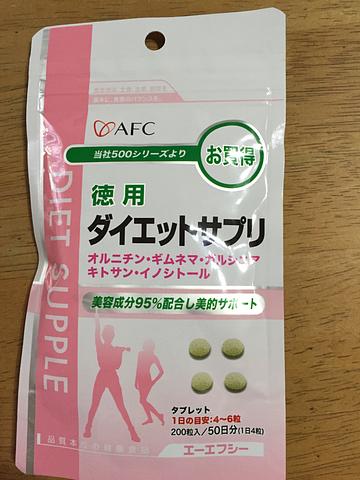 AFC
当社500シリーズより
お買得
徳用
ダイエットサプリ
オルニチン・ギムネマ・ガルシニア
キトサン・イノシトール
美容成分95%配合し美的サポート
DIET SUPPLE
タブレット
1日の目安:4~6粒
200粒入/50日分(1日4粒)
エーエフシー